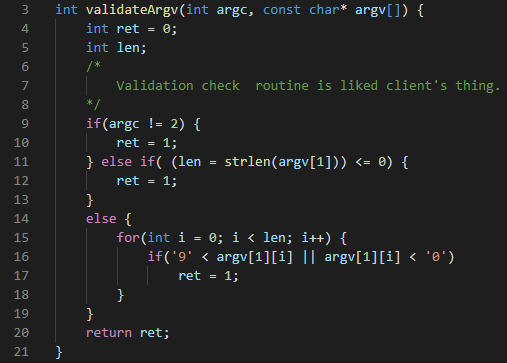 3 int validateArgv(int argc, const char* argv[]) {
4     int ret = 0;
5     int len;
6     /*
7         Validation check  routine is liked client's thing.
8     */
9     if(argc != 2) {
10         ret = 1;
11     } else if( (len = strlen(argv[1])) <= 0) {
12         ret = 1;
13     }
14     else {
15         for(int i = 0; i < len; i++) {
16             if('9' < argv[1][i] || argv[1][i] < '0')
17                 ret = 1;
18         }
19     }
20     return ret;
21 }